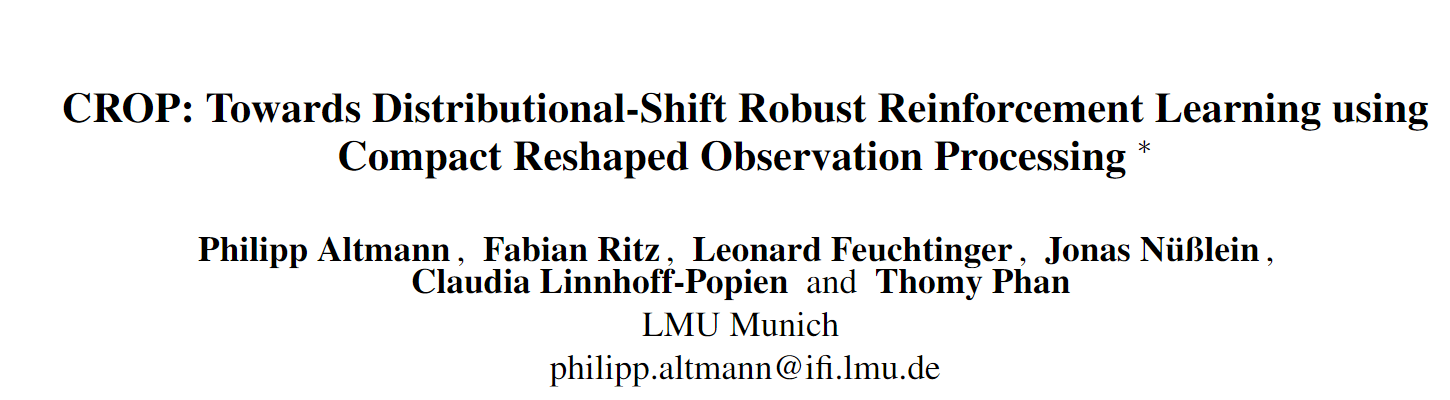 CROP: Towards Distributional-Shift Robust Reinforcement Learning using
Compact Reshaped Observation Processing *
Philipp Altmann , Fabian Ritz , Leonard Feuchtinger , Jonas Nüßlein ,
Claudia Linnhoff-Popien and Thomy Phan
LMU Munich
philipp.altmann@ifi.lmu.de